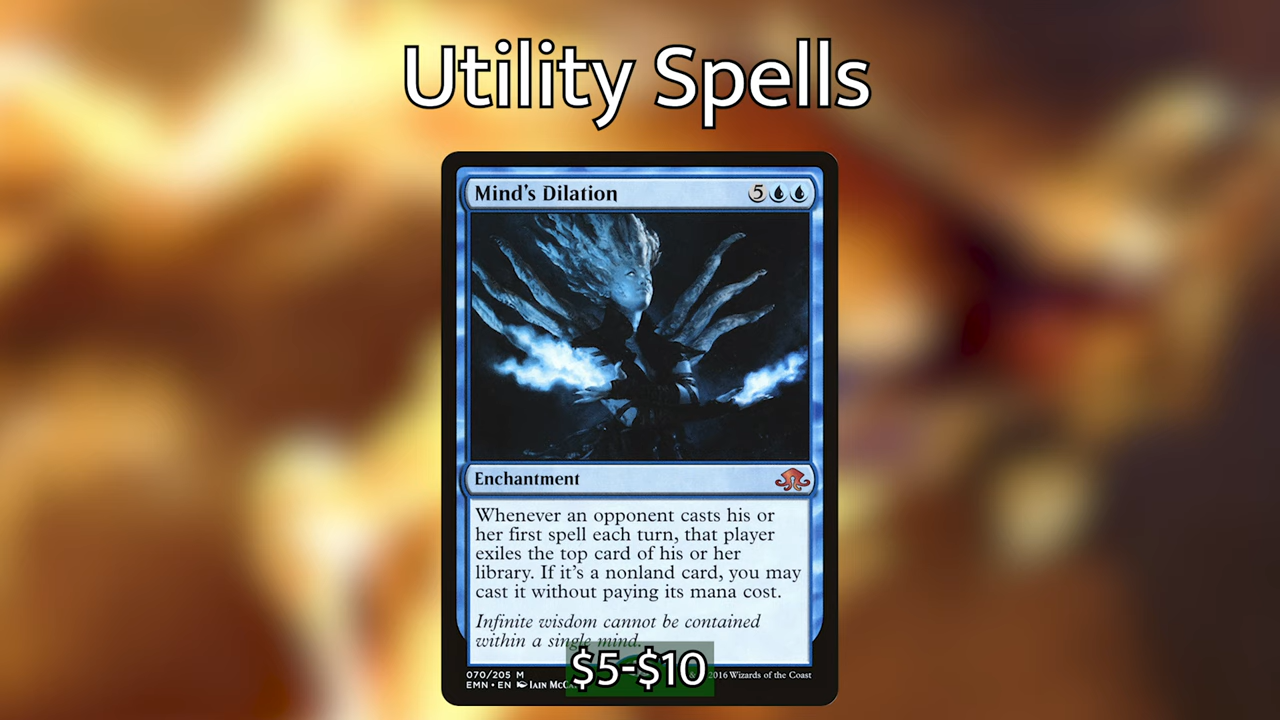 Utility Spells
Mind's Dilation 5
Enchantment
Whenever an opponent casts his or
her first spell each turn, that player
exiles the top card of his or her
library. If it's a nonland card, you may
cast it without paying its mana cost.
Infinite wisdom cannot be contained
within a single mind.
$5-$10
070/205 M
EMN • EN Iain
& 2016 Wizards of the Coast